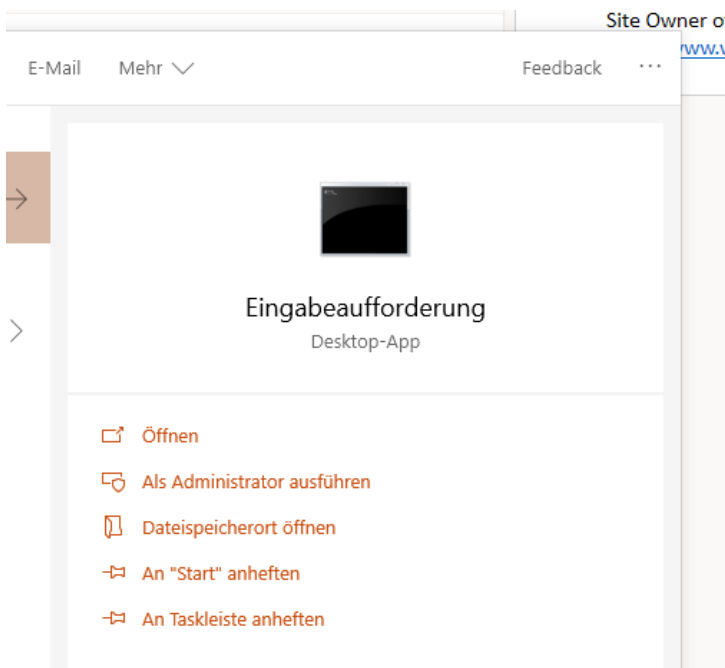 Site Owner o
E-Mail Mehr Feedback ...
Eingabeaufforderung
Desktop-App
Öffnen
Als Administrator ausführen
Dateispeicherort öffnen
An "Start" anheften
An Taskleiste anheften